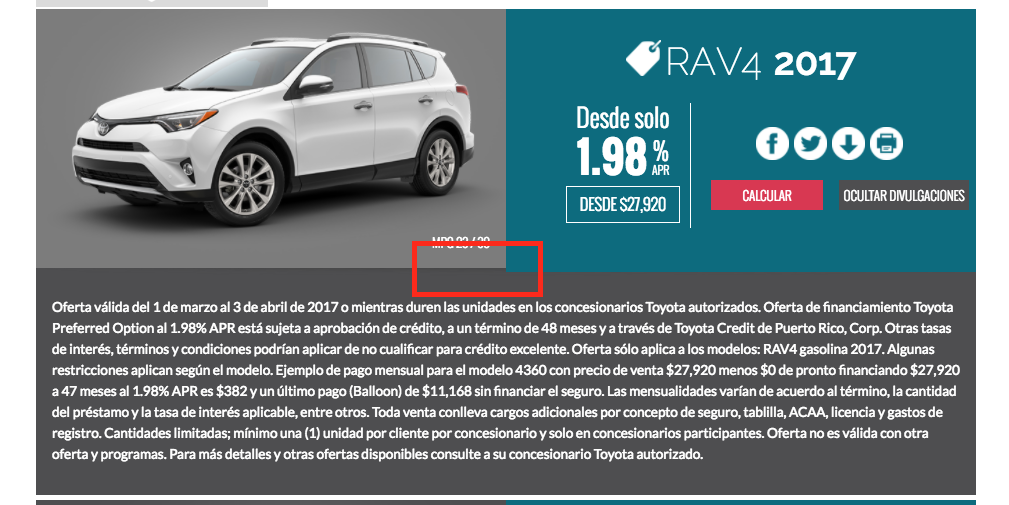 RAV4 2017
Desde solo
1.98 %
APR
DESDE $27,920
CALCULAR
OCULTAR DIVULGACIONES
Oferta válida del 1 de marzo al 3 de abril de 2017 o mientras duren las unidades en los concesionarios Toyota autorizados. Oferta de financiamiento Toyota
Preferred Option al 1.98% APR está sujeta a aprobación de crédito, a un término de 48 meses y a través de Toyota Credit de Puerto Rico, Corp. Otras tasas
de interés, términos y condiciones podrían aplicar de no cualificar para crédito excelente. Oferta sólo aplica a los modelos: RAV4 gasolina 2017. Algunas
restricciones aplican según el modelo. Ejemplo de pago mensual para el modelo 4360 con precio de venta $27,920 menos $0 de pronto financiando $27,920
a 47 meses al 1.98% APR es $382 y un último pago (Balloon) de $11,168 sin financiar el seguro. Las mensualidades varían de acuerdo al término, la cantidad
del préstamo y la tasa de interés aplicable, entre otros. Toda venta conlleva cargos adicionales por concepto de seguro, tablilla, ACAA, licencia y gastos de
registro. Cantidades limitadas; mínimo una (1) unidad por cliente por concesionario y solo en concesionarios participantes. Oferta no es válida con otra
oferta y programas. Para más detalles y otras ofertas disponibles consulte a su concesionario Toyota autorizado.